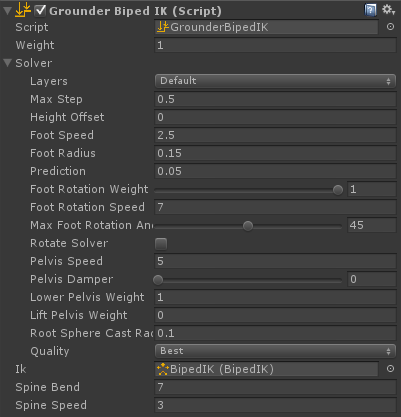 Grounder Biped IK (Script)
Script GrounderBipedIK
Weight 1
Solver
Layers Default
Max Step 0.5
Height Offset 0
Foot Speed 2.5
Foot Radius 0.15
Prediction 0.05
Foot Rotation Weight 1
Foot Rotation Speed 7
Max Foot Rotation An 45
Rotate Solver
Pelvis Speed 5
Pelvis Damper 0
Lower Pelvis Weight 1
Lift Pelvis Weight 0
Root Sphere Cast Rad 0.1
Quality Best
Ik BipedIK (BipedIK)
Spine Bend 7
Spine Speed 3